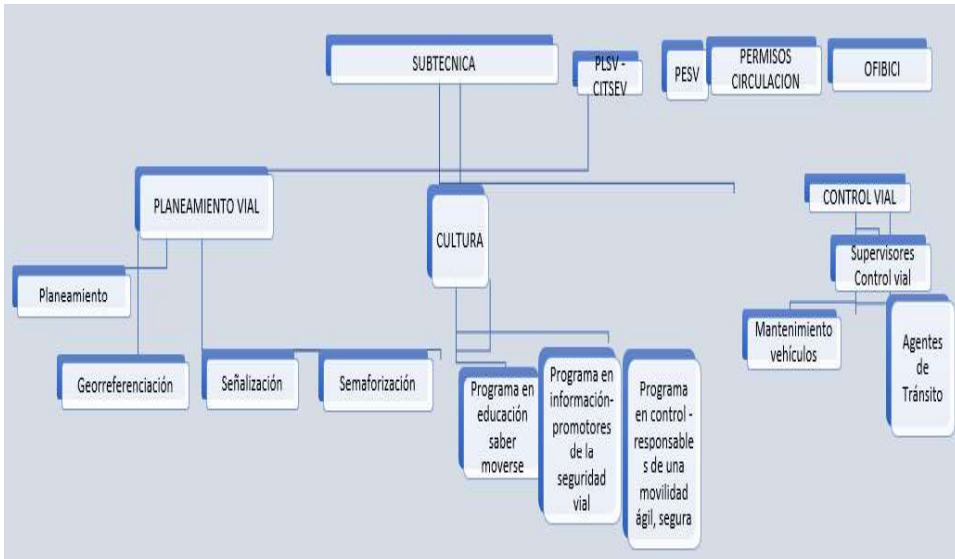 SUBTECNICA
PLSV -
CITSEV
PESV
PERMISOS
CIRCULACION
OFIBICI
PLANEAMIENTO VIAL
CULTURA
CONTROL VIAL
Supervisores
Control vial
Planeamiento
Georreferenciación
Señalización
Semaforización
Programa en
educación
saber
moverse
Programa en
información-
promotores
de la
seguridad
vial
Programa
en control -
responsable
s de una
movilidad
ágil, segura
Mantenimiento
vehículos
Agentes
de
Tránsito